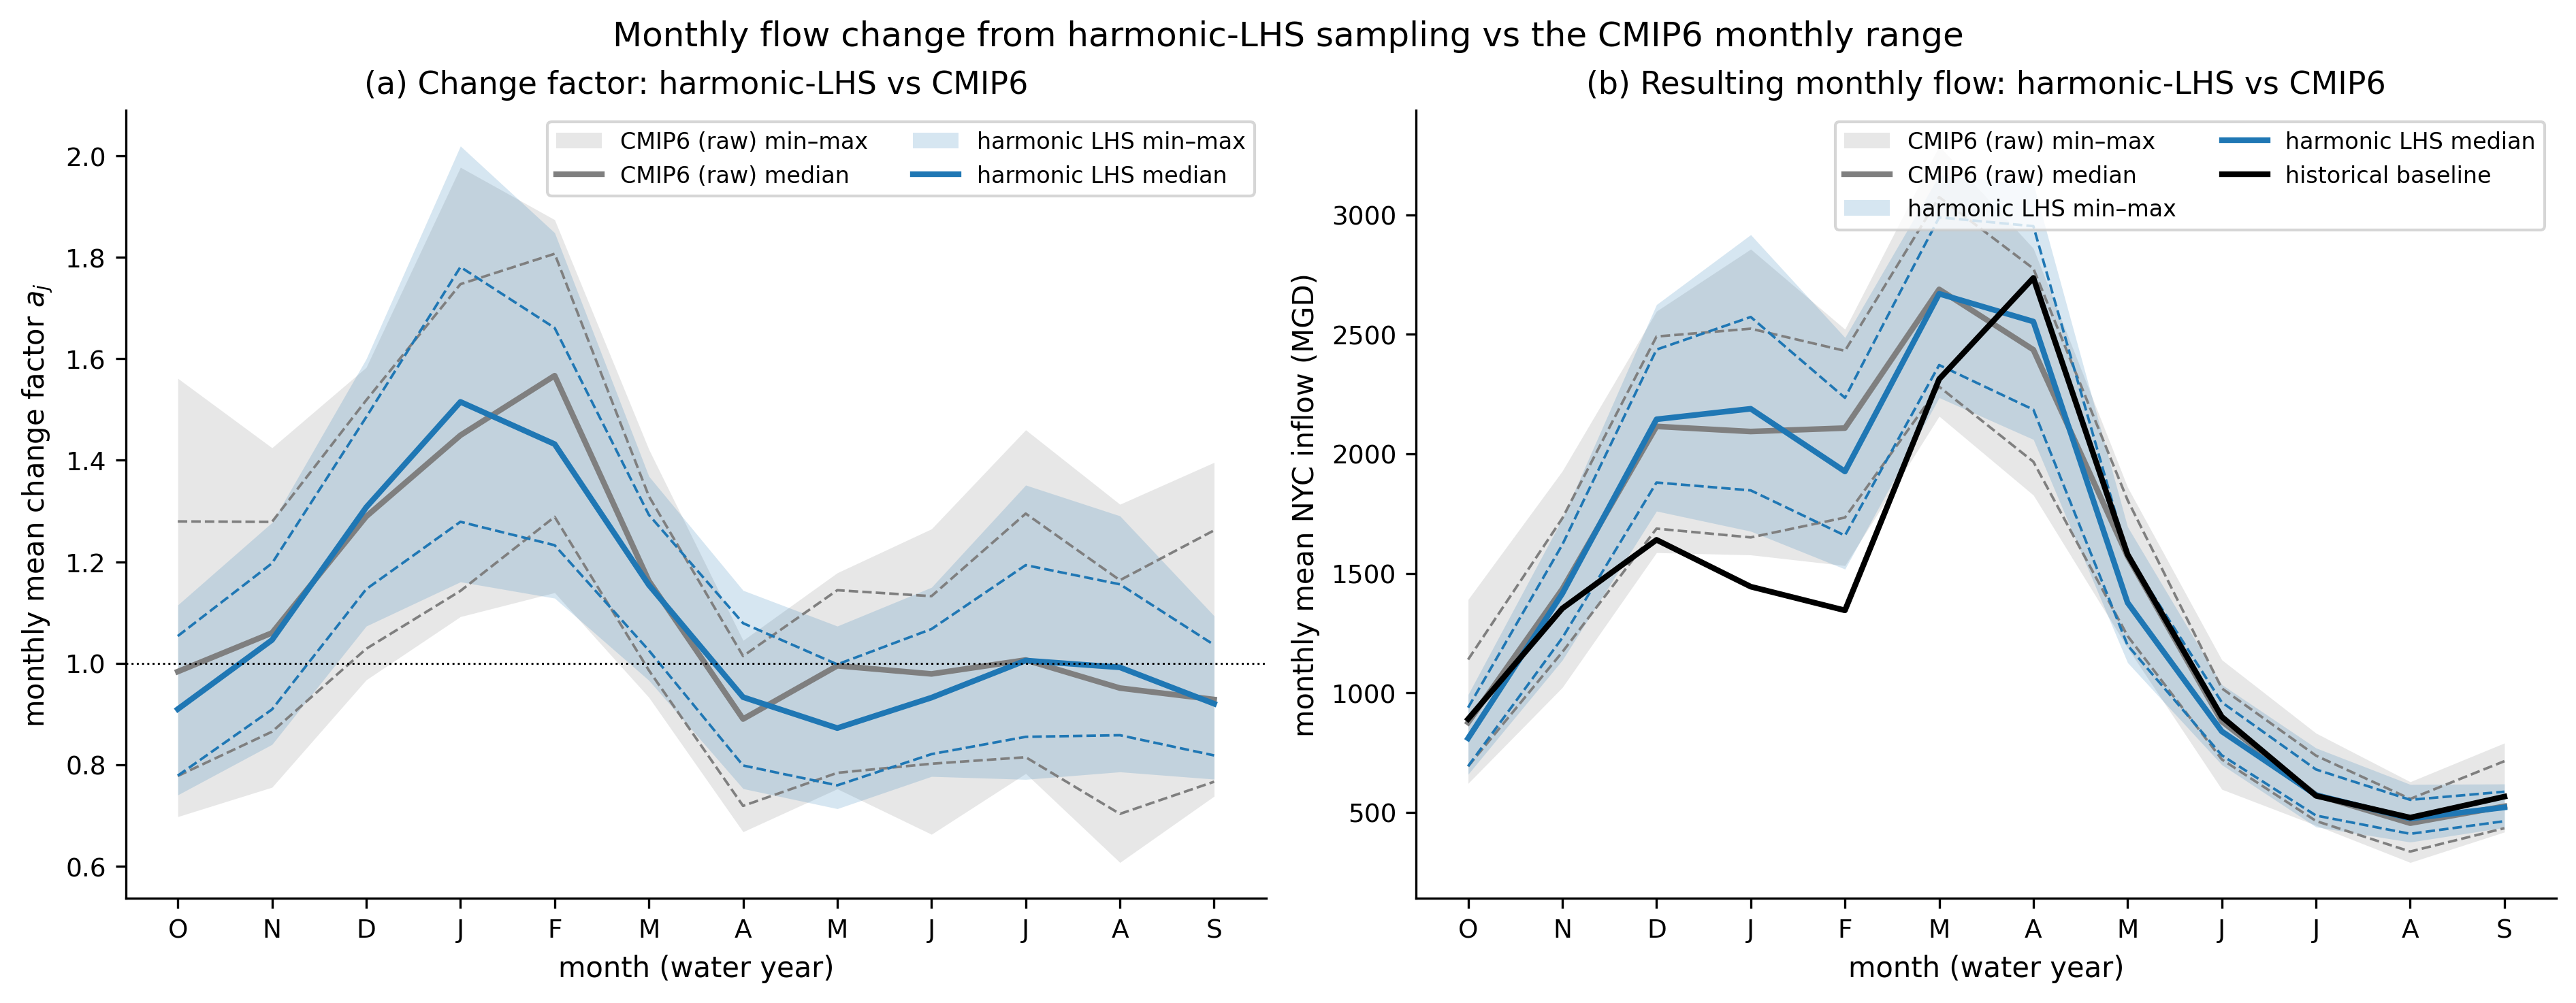 Monthly flow change from harmonic-LHS sampling vs the CMIP6 monthly range
(a) Change factor: harmonic-LHS vs CMIP6
CMIP6 (raw) min–max
CMIP6 (raw) median
harmonic LHS min–max
harmonic LHS median
monthly mean change factor a_j
2.0
1.8
1.6
1.4
1.2
1.0
0.8
0.6
O N D J F M A M J J A S
month (water year)
(b) Resulting monthly flow: harmonic-LHS vs CMIP6
CMIP6 (raw) min–max
CMIP6 (raw) median
harmonic LHS min–max
harmonic LHS median
historical baseline
monthly mean NYC inflow (MGD)
3000
2500
2000
1500
1000
500
O N D J F M A M J J A S
month (water year)